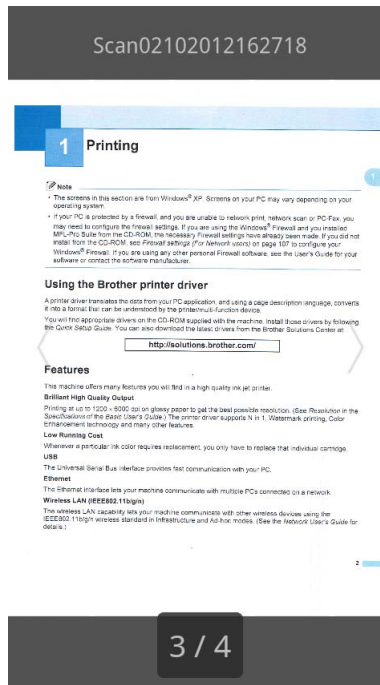 Scan02102012162718
1
Printing
1
Note
• The screens in this section are from Windows® XP. Screens on your PC may vary depending on your
operating system.
• If your PC is protected by a firewall, and you are unable to network print, network scan or PC-Fax, you
may need to configure the firewall settings. If you are using the Windows® Firewall and you installed
MFL-Pro Suite from the CD-ROM, the necessary Firewall settings have already been made. If you did not
install from the CD-ROM, see Firewall settings (For Network users) on page 107 to configure your
Windows® Firewall. If you are using any other personal Firewall software, see the User's Guide for your
software or contact the software manufacturer.
Using the Brother printer driver
A printer driver translates the data from your PC application, and using a page description language, converts
it into a format that can be understood by the printer/multi-function device.
You will find appropriate drivers on the CD-ROM supplied with the machine. Install those drivers by following
the Quick Setup Guide. You can also download the latest drivers from the Brother Solutions Center at
http://solutions.brother.com/
Features
This machine offers many features you will find in a high quality ink jet printer.
Brilliant High Quality Output
Printing at up to 1200 × 6000 dpi on glossy paper to get the best possible resolution. (See Resolution in the
Specifications of the Basic User's Guide.) The printer driver supports N in 1, Watermark printing, Color
Enhancement technology and many other features.
Low Running Cost
Whenever a particular ink color requires replacement, you only have to replace that individual cartridge.
USB
The Universal Serial Bus interface provides fast communication with your PC.
Ethernet
The Ethernet interface lets your machine communicate with multiple PCs connected on a network.
Wireless LAN (IEEE802.11b/g/n)
The wireless LAN capability lets your machine communicate with other wireless devices using the
IEEE802.11b/g/n wireless standard in Infrastructure and Ad-hoc modes. (See the Network User's Guide for
details.)
2
3 / 4